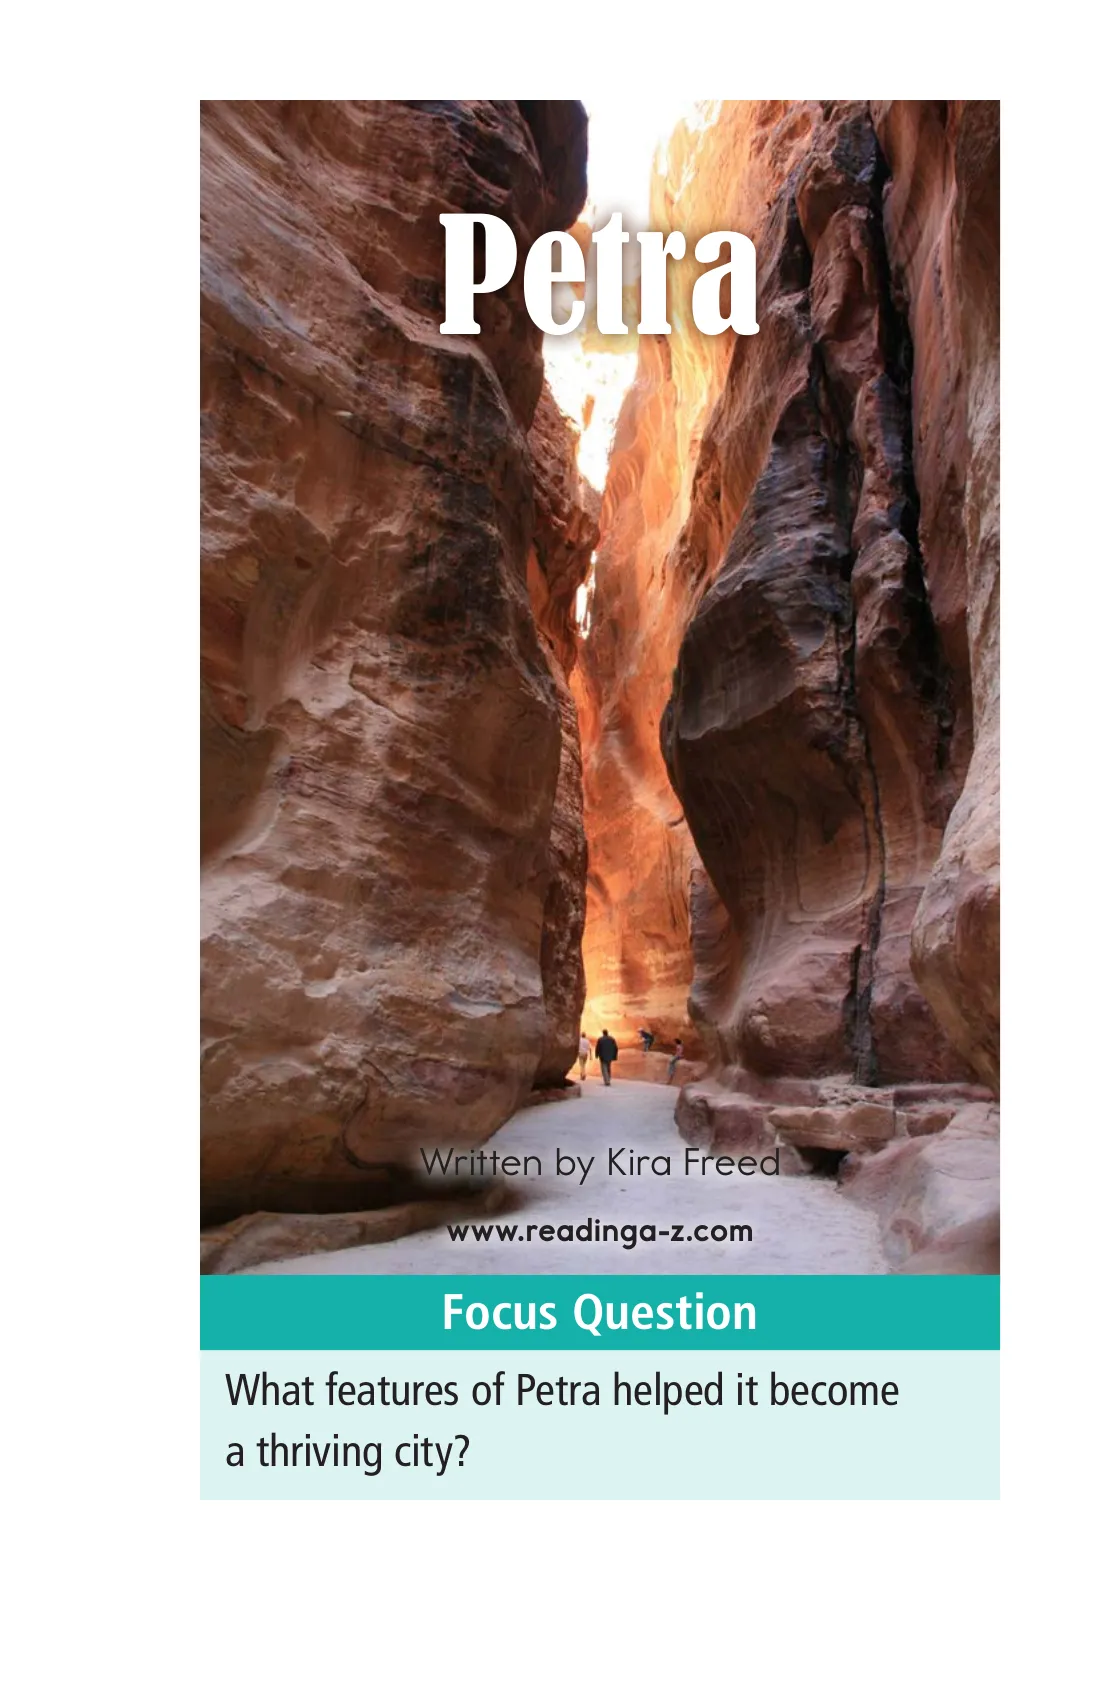 Petra
Written by Kira Freed
www.readinga-z.com
Focus Question
What features of Petra helped it become
a thriving city?